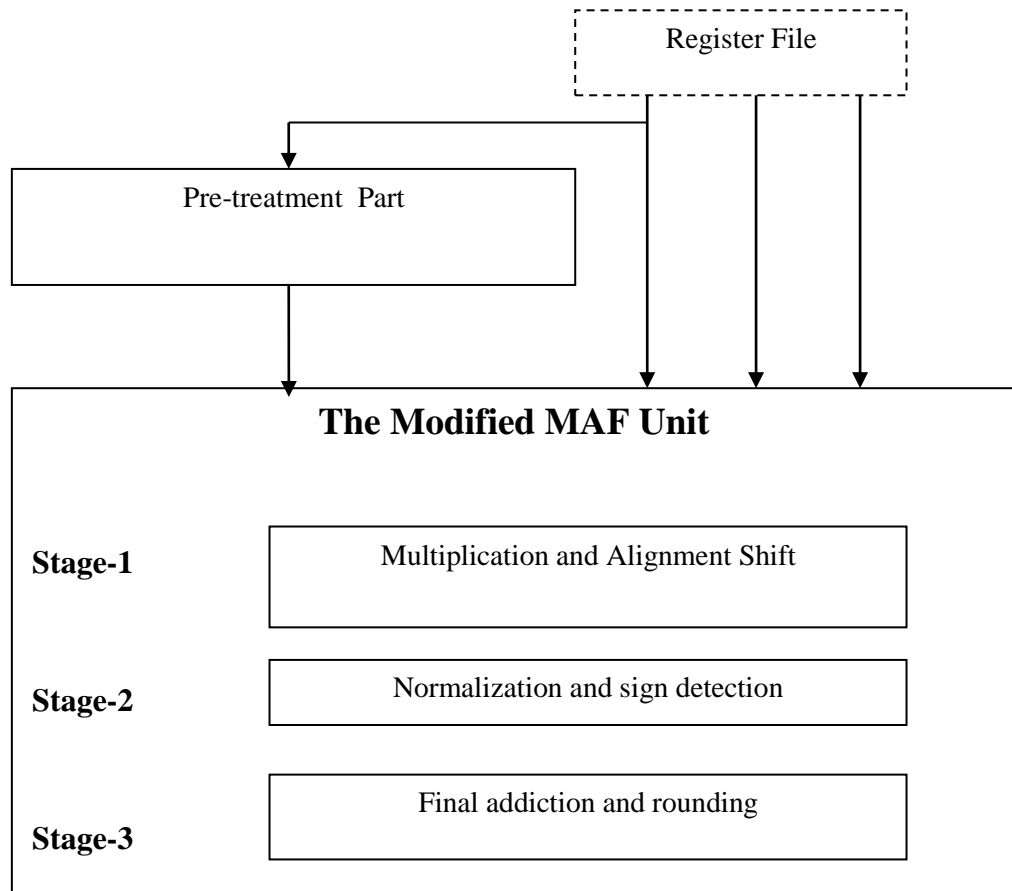 Register File
Pre-treatment Part
The Modified MAF Unit
Stage-1
Multiplication and Alignment Shift
Stage-2
Normalization and sign detection
Stage-3
Final addiction and rounding